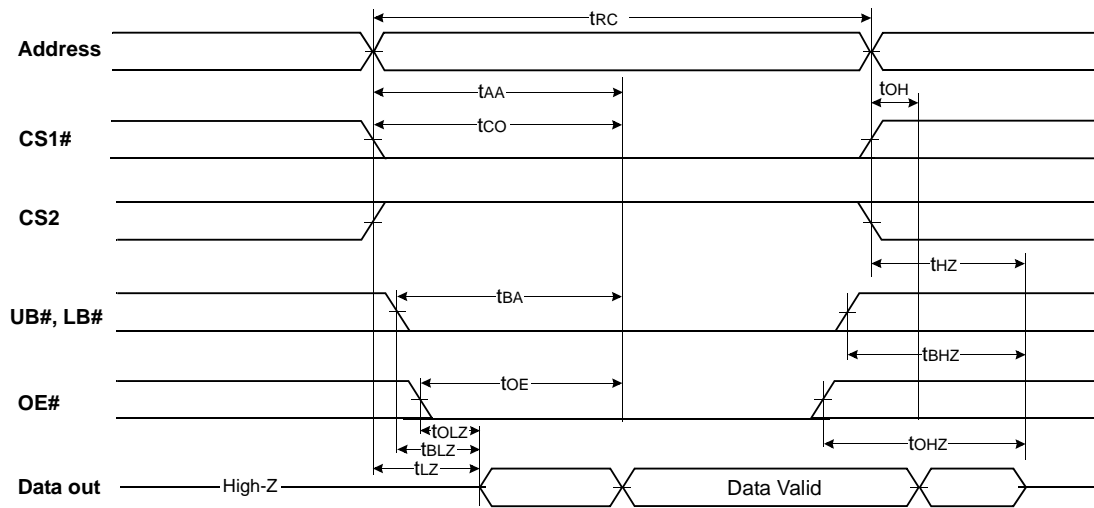 tRC
Address
tAA
tOH
tCO
CS1#
CS2
tHZ
tBA
UB#, LB#
tBHZ
tOE
OE#
tOLZ
tOHZ
tBLZ
tLZ
Data out
High-Z
Data Valid